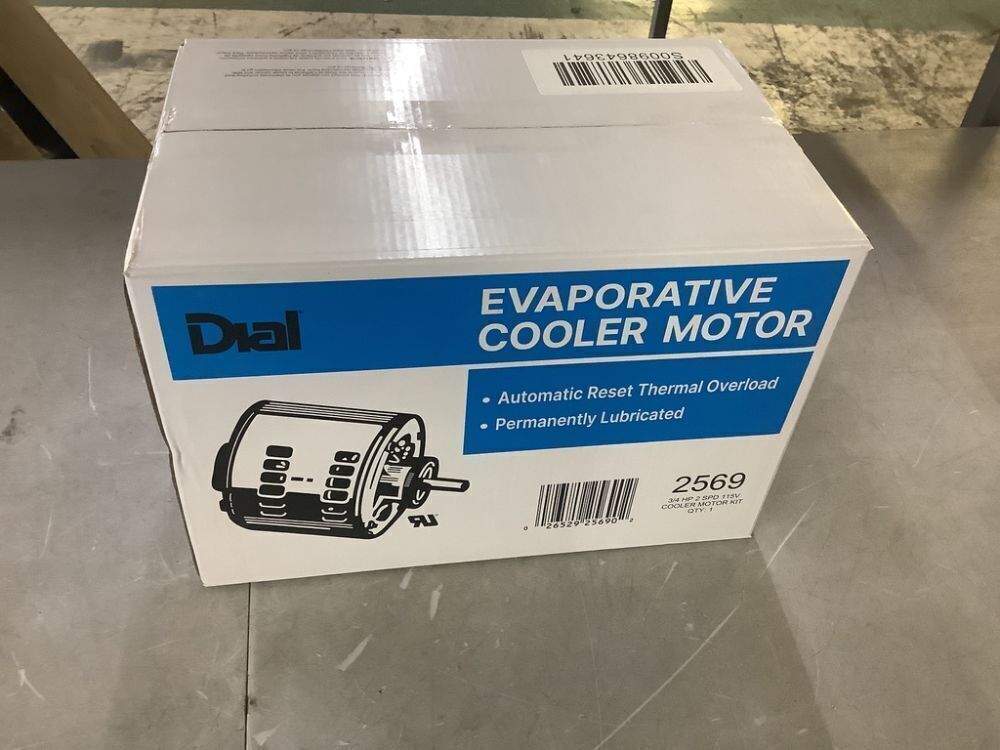 S0098643641
Dial
EVAPORATIVE
COOLER MOTOR
• Automatic Reset Thermal Overload
• Permanently Lubricated
2569
3/4 HP 2 SPD 115V
COOLER MOTOR KIT
QTY: 1
0 26529 25690 2